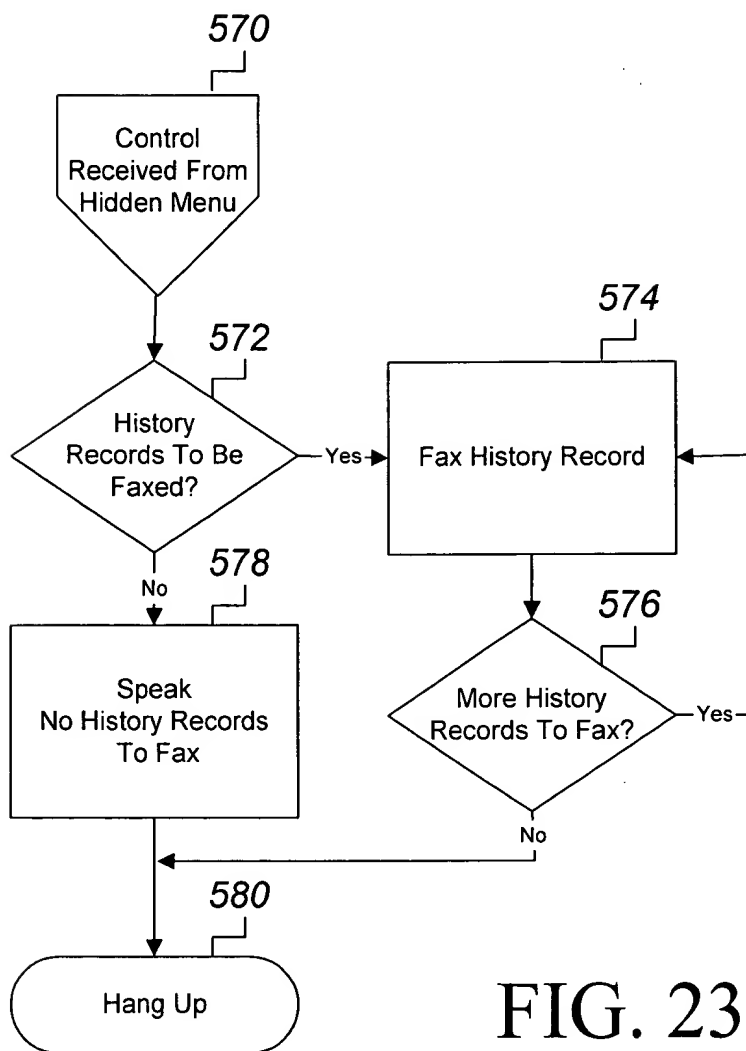 570
Control
Received From
Hidden Menu
572
History
Records To Be
Faxed?
Yes
574
Fax History Record
576
More History
Records To Fax?
Yes
No
No
578
Speak
No History Records
To Fax
580
Hang Up
FIG. 23